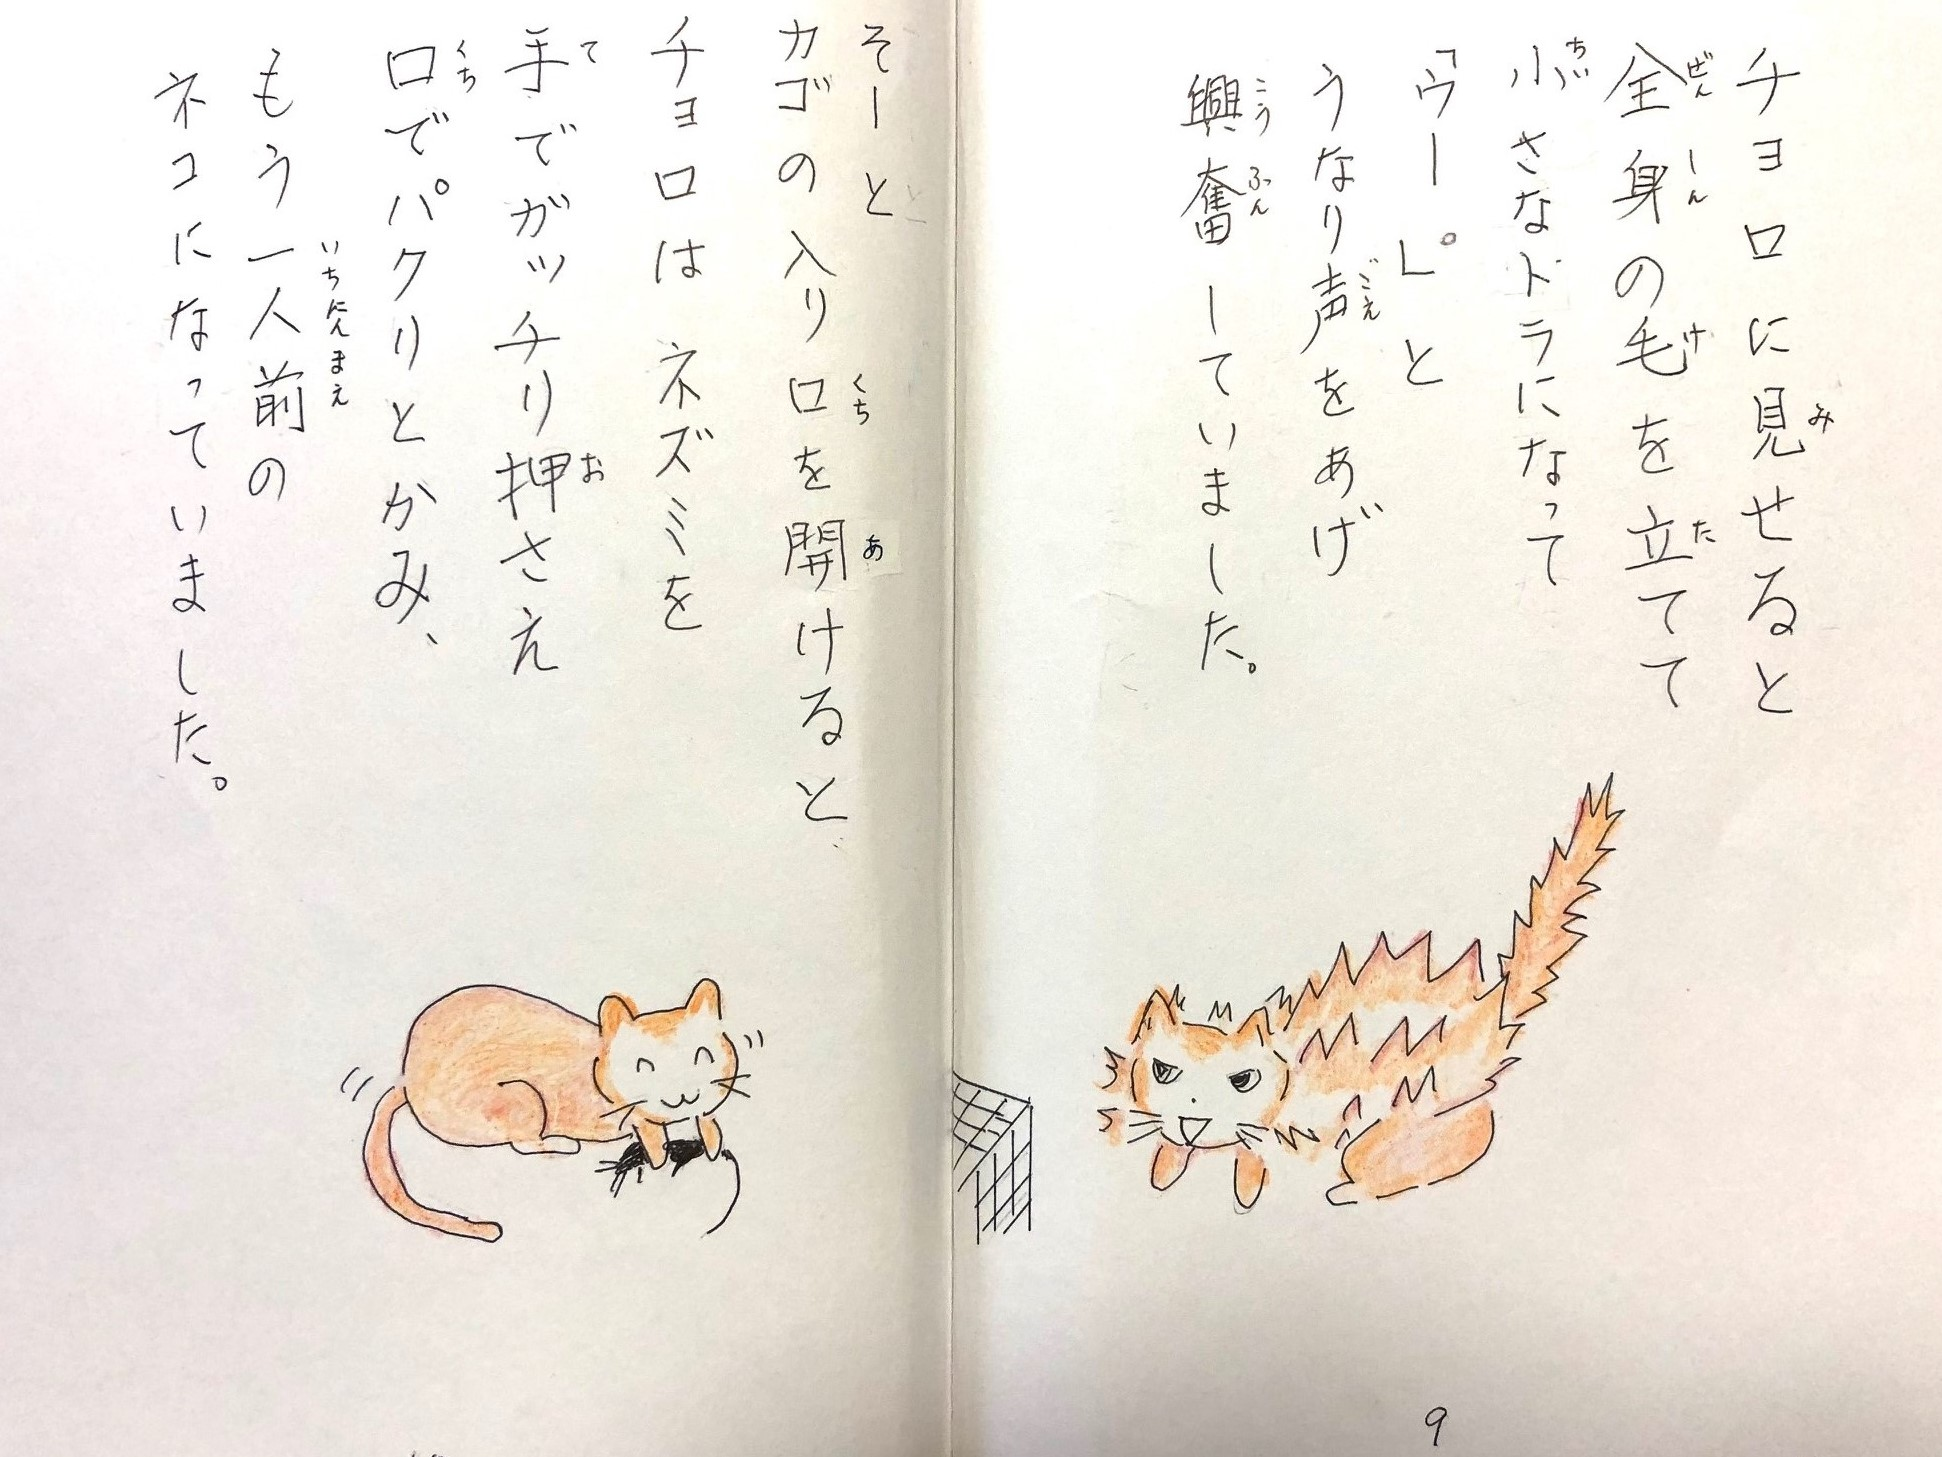 チョロに見せると
全身の毛を立てて
小さなトラになって
「ウー。」と
うなり声をあげ
興奮していました。
9
そーと
カゴの入り口を開けると
チョロは ネズミを
手でガッチリ押さえ
口でパクリとかみ、
もう一人前の
ネコになっていました。